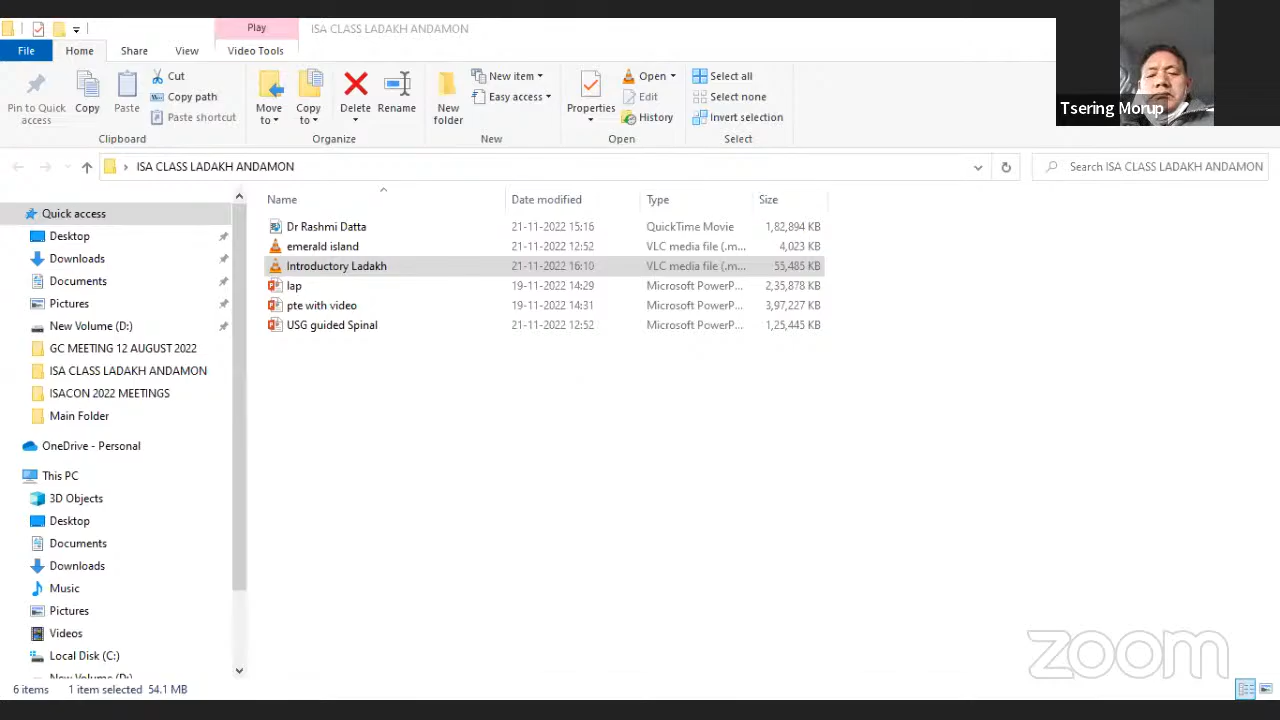 Play
ISA CLASS LADAKH ANDAMON
File
Home
Share
View
Video Tools
Tsering Morup
Pin to Quick access
Copy
Paste
Cut
Copy path
Paste shortcut
Clipboard
Move to
Copy to
Delete
Rename
Organize
New folder
New item
Easy access
New
Properties
Open
Edit
History
Open
Select all
Select none
Invert selection
Select
ISA CLASS LADAKH ANDAMON
Search ISA CLASS LADAKH ANDAMON
Name Date modified Type Size
Dr Rashmi Datta 21-11-2022 15:16 QuickTime Movie 1,82,894 KB
emerald island 21-11-2022 12:52 VLC media file (.m... 4,023 KB
Introductory Ladakh 21-11-2022 16:10 VLC media file (.m... 55,485 KB
lap 19-11-2022 14:29 Microsoft PowerP... 2,35,878 KB
pte with video 19-11-2022 14:31 Microsoft PowerP... 3,97,227 KB
USG guided Spinal 21-11-2022 12:52 Microsoft PowerP... 1,25,445 KB
Quick access
Desktop
Downloads
Documents
Pictures
New Volume (D:)
GC MEETING 12 AUGUST 2022
ISA CLASS LADAKH ANDAMON
ISACON 2022 MEETINGS
Main Folder
OneDrive - Personal
This PC
3D Objects
Desktop
Documents
Downloads
Music
Pictures
Videos
Local Disk (C:)
New Volume (D:)
6 items 1 item selected 54.1 MB
zoom